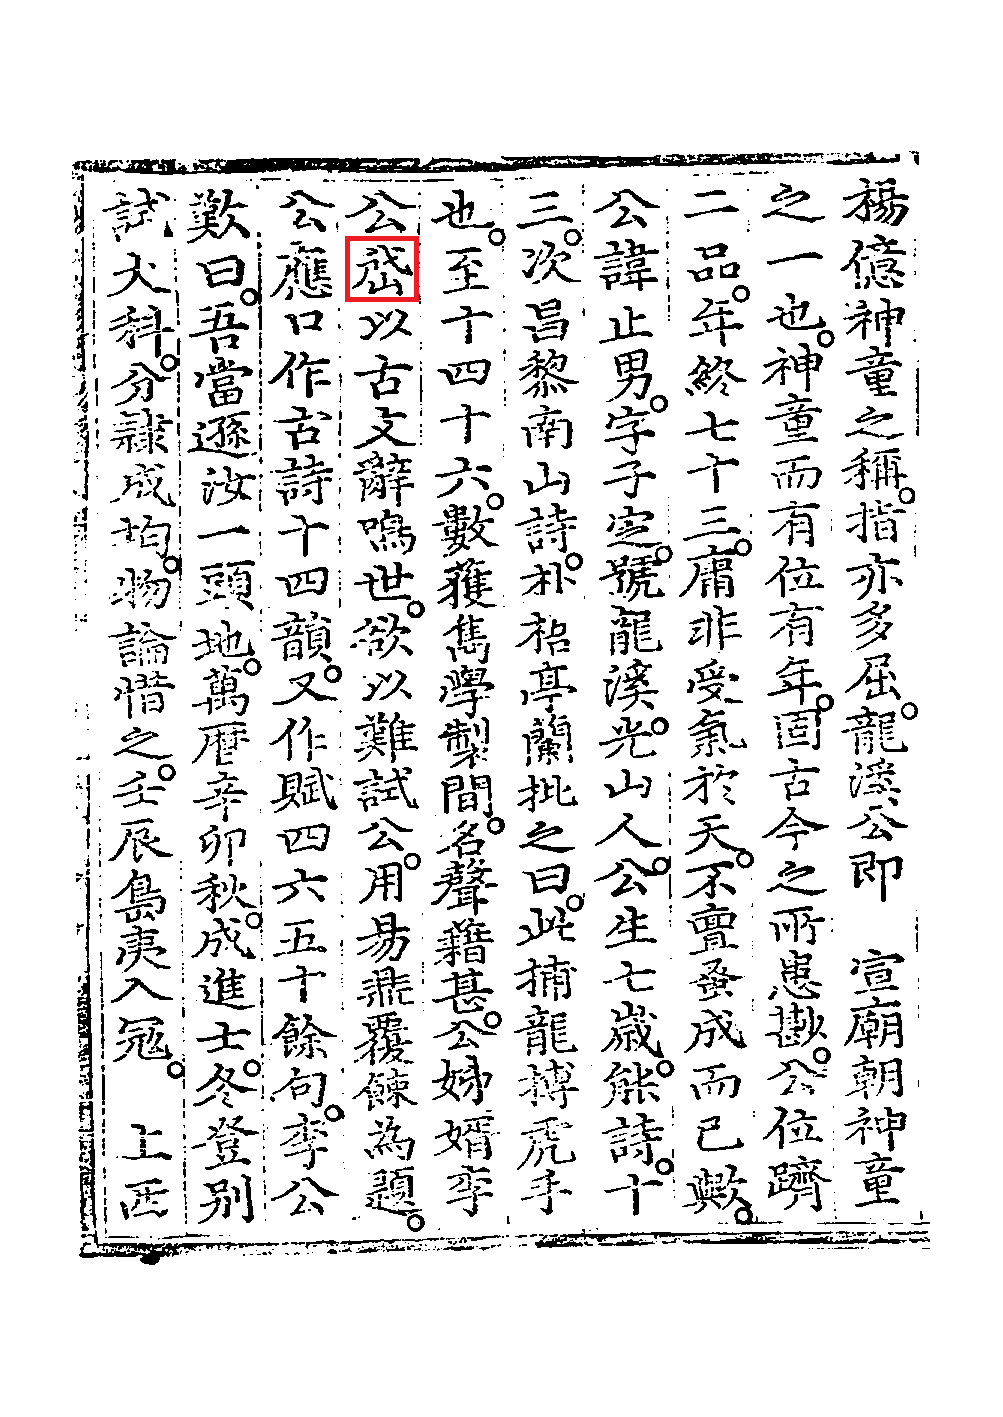 楊億神童之稱。指亦多屈。龍溪公即　宣廟朝神童
之一也。神童而有位有年。固古今之所患尠。公位躋
二品。年終七十三。庸非受氣於天。不亶蚤成而已歟。
公諱止男。字子定。號龍溪。光山人。公生七歲。能詩。十
三。次昌黎南山詩。朴柖亭蘭批之曰。此捕龍搏虎手
也。至十四十六。數獲雋學製間。名聲藉甚。公姊婿李
公以古文辭鳴世。欲以難試公。用易鼎覆餗為題。
公應口作古詩十四韻。又作賦四六五十餘句。李公
歎曰。吾當遜汝一頭地。萬曆辛卯秋。成進士。冬登別
試大科。分隷成均。物論惜之。壬辰島夷入冦。　上西